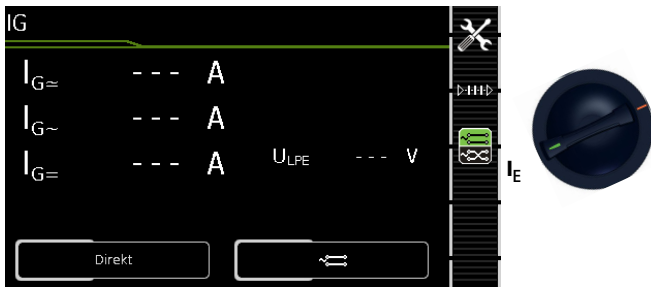 IG
IG≃ --- A
IG~ --- A
IG= --- A
ULPE --- V
IE
Direkt